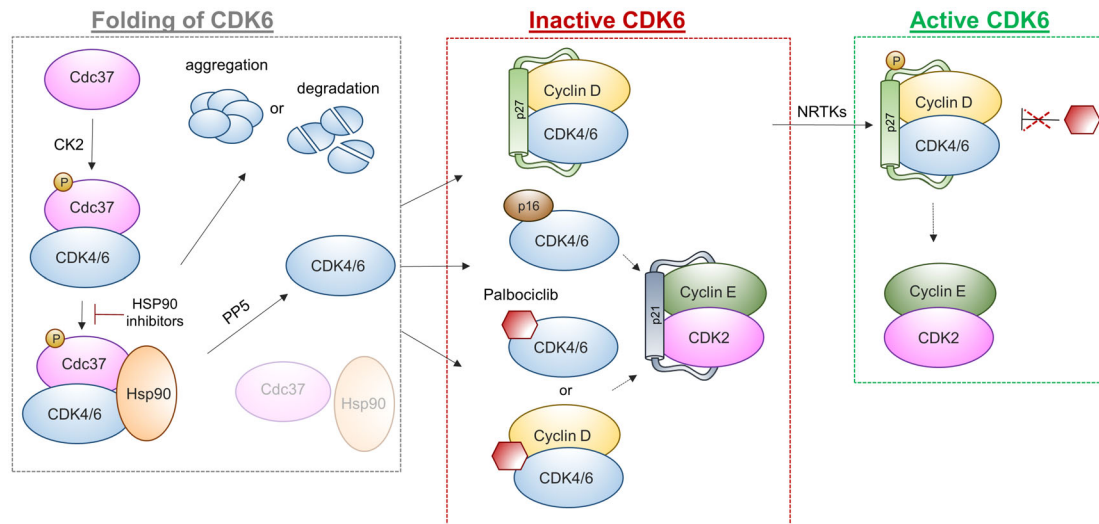 Folding of CDK6
Inactive CDK6
Active CDK6
Cdc37
CK2
P
Cdc37
CDK4/6
HSP90
inhibitors
P
Cdc37
CDK4/6
Hsp90
aggregation
or
degradation
PP5
CDK4/6
Cdc37
Hsp90
p27
Cyclin D
CDK4/6
p16
CDK4/6
Palbociclib
CDK4/6
or
Cyclin D
CDK4/6
p21
Cyclin E
CDK2
NRTKs
P
p27
Cyclin D
CDK4/6
Cyclin E
CDK2